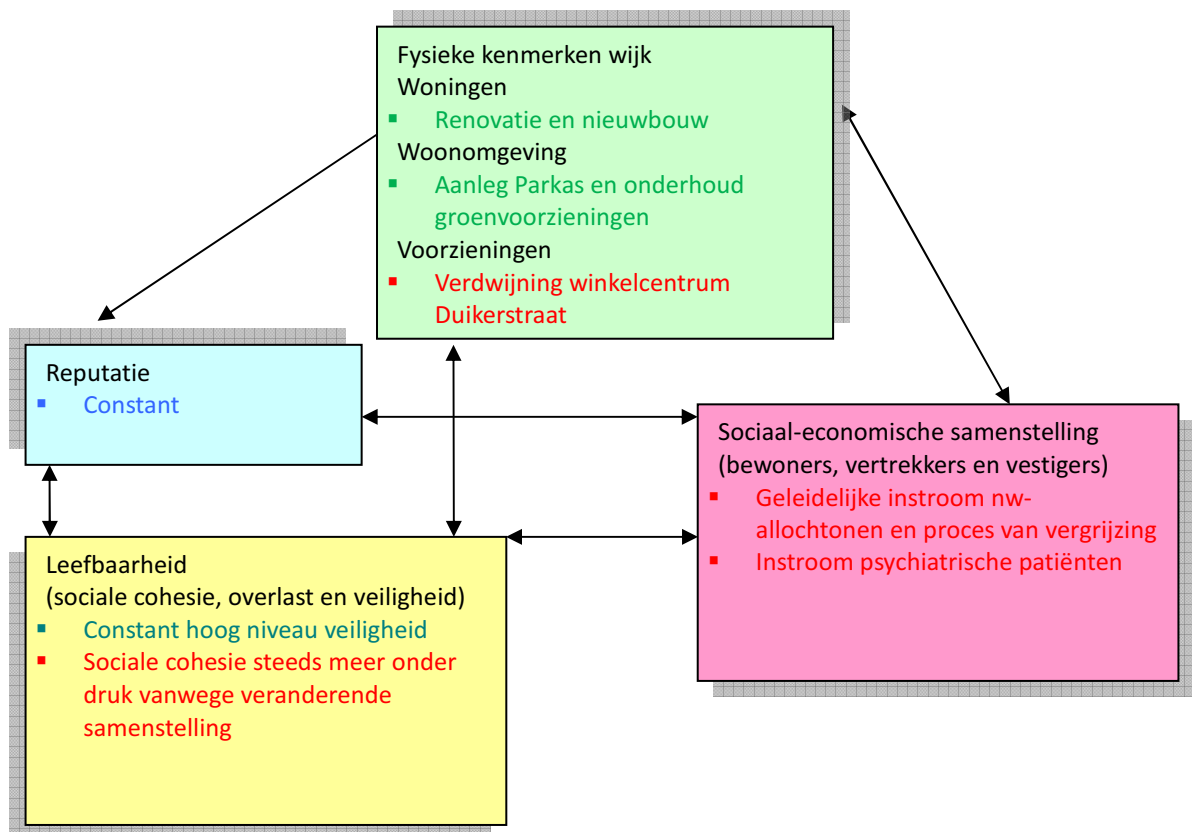 Fysieke kenmerken wijk
Woningen
▪ Renovatie en nieuwbouw
Woonomgeving
▪ Aanleg Parkas en onderhoud
groenvoorzieningen
Voorzieningen
▪ Verdwijning winkelcentrum
Duikerstraat
Reputatie
▪ Constant
Sociaal-economische samenstelling
(bewoners, vertrekkers en vestigers)
▪ Geleidelijke instroom nw-
allochtonen en proces van vergrijzing
▪ Instroom psychiatrische patiënten
Leefbaarheid
(sociale cohesie, overlast en veiligheid)
▪ Constant hoog niveau veiligheid
▪ Sociale cohesie steeds meer onder
druk vanwege veranderende
samenstelling